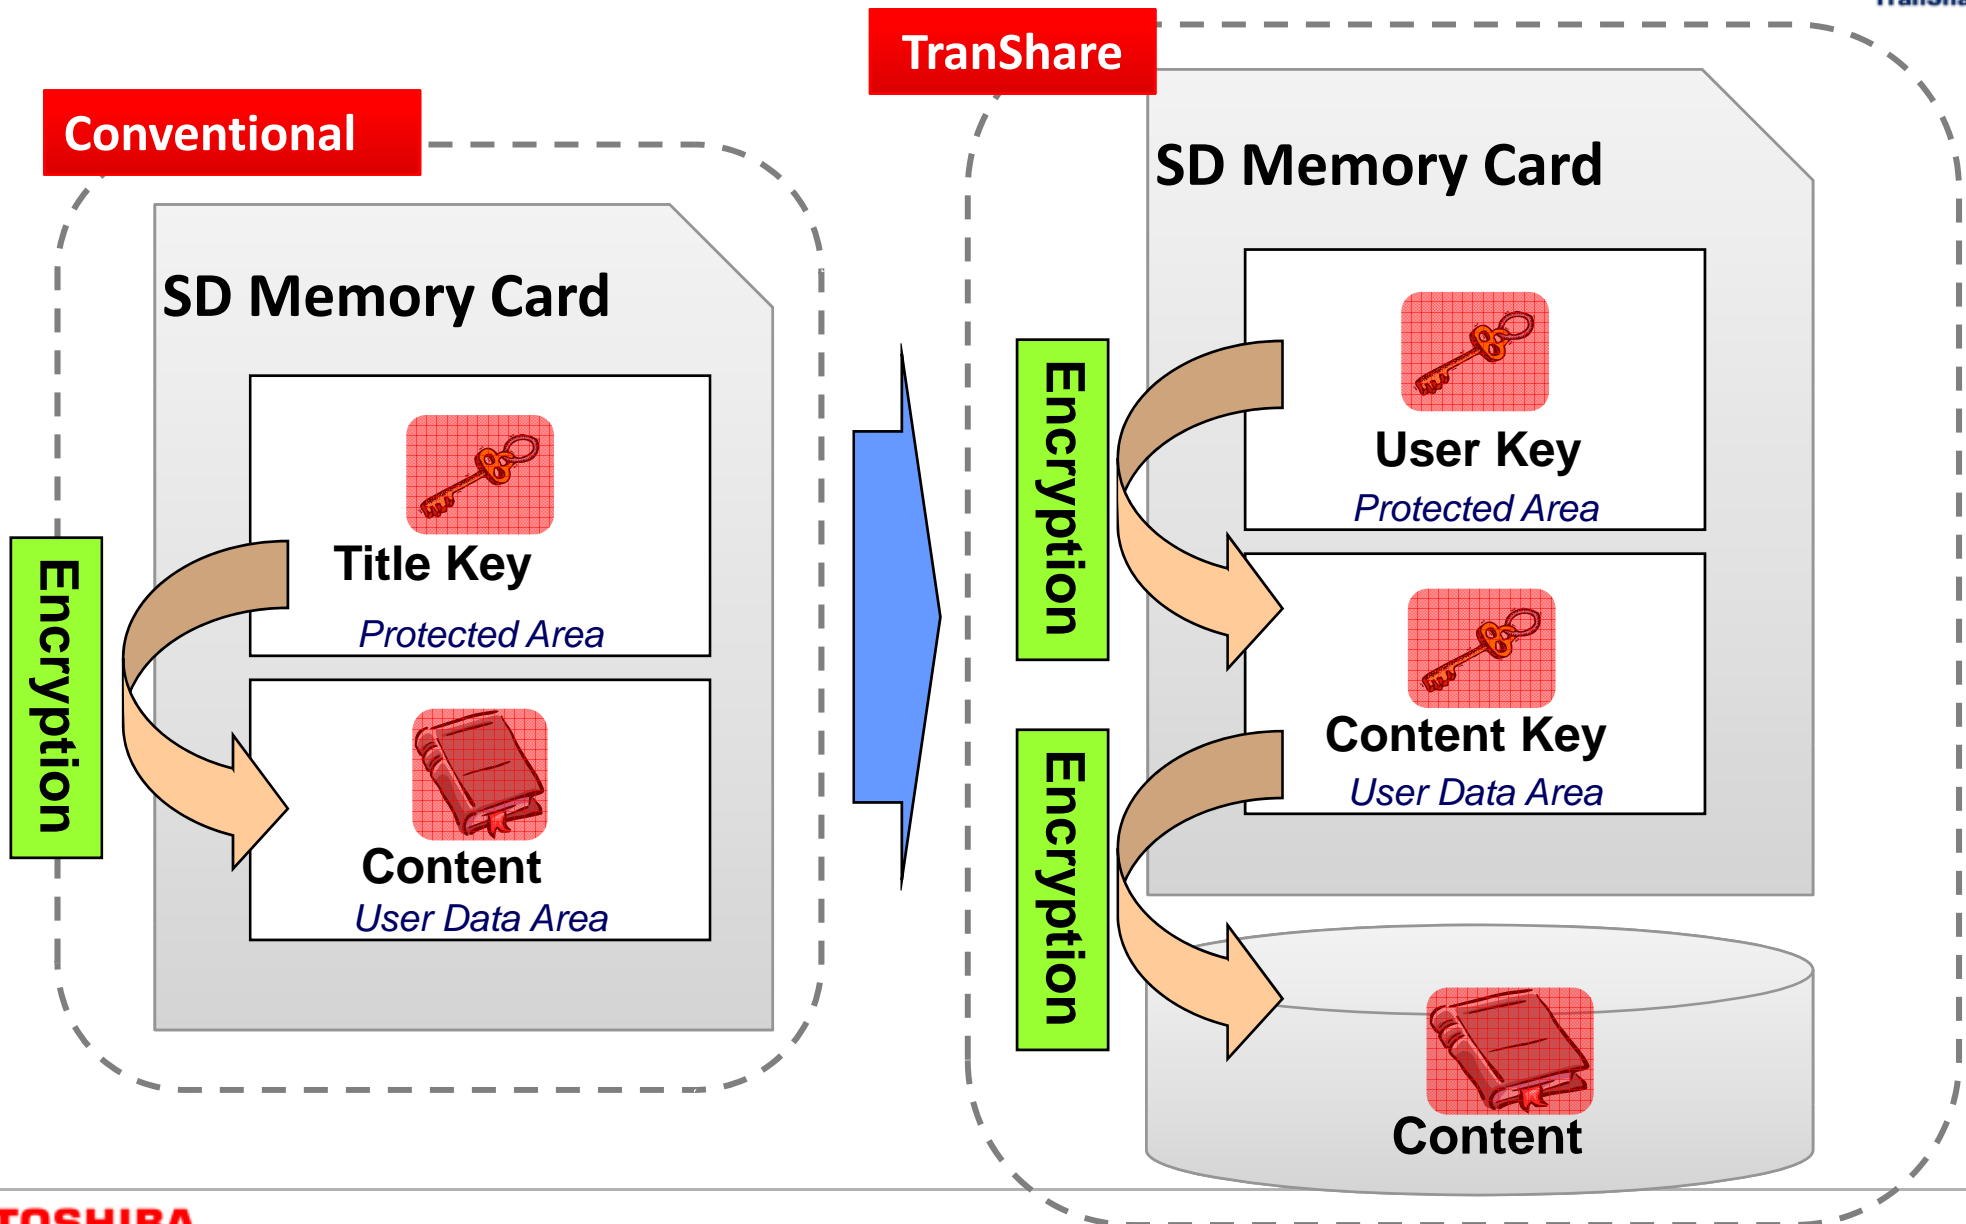 Conventional
SD Memory Card
Title Key
Protected Area
Encryption
Content
User Data Area
TranShare
SD Memory Card
User Key
Protected Area
Encryption
Content Key
User Data Area
Encryption
Content
TOSHIBA